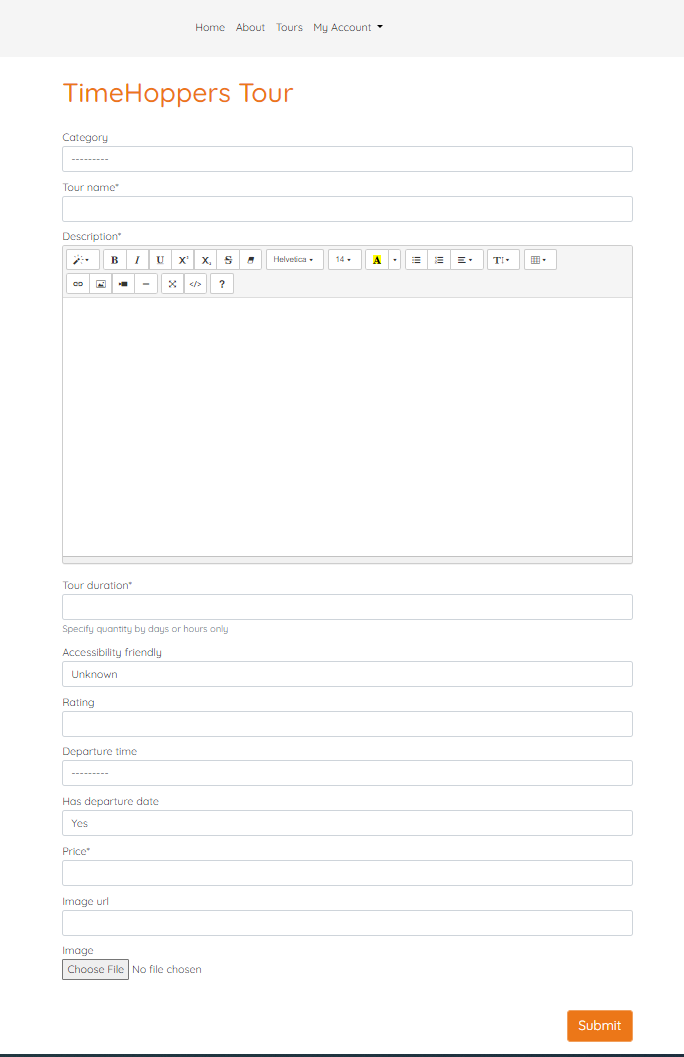 Home About Tours My Account
TimeHoppers Tour
Category
---------
Tour name*
Description*
B I U X² X₂ S Helvetica 14 A T
</> ?
Tour duration*
Specify quantity by days or hours only
Accessibility friendly
Unknown
Rating
Departure time
---------
Has departure date
Yes
Price*
Image url
Image
Choose File No file chosen
Submit